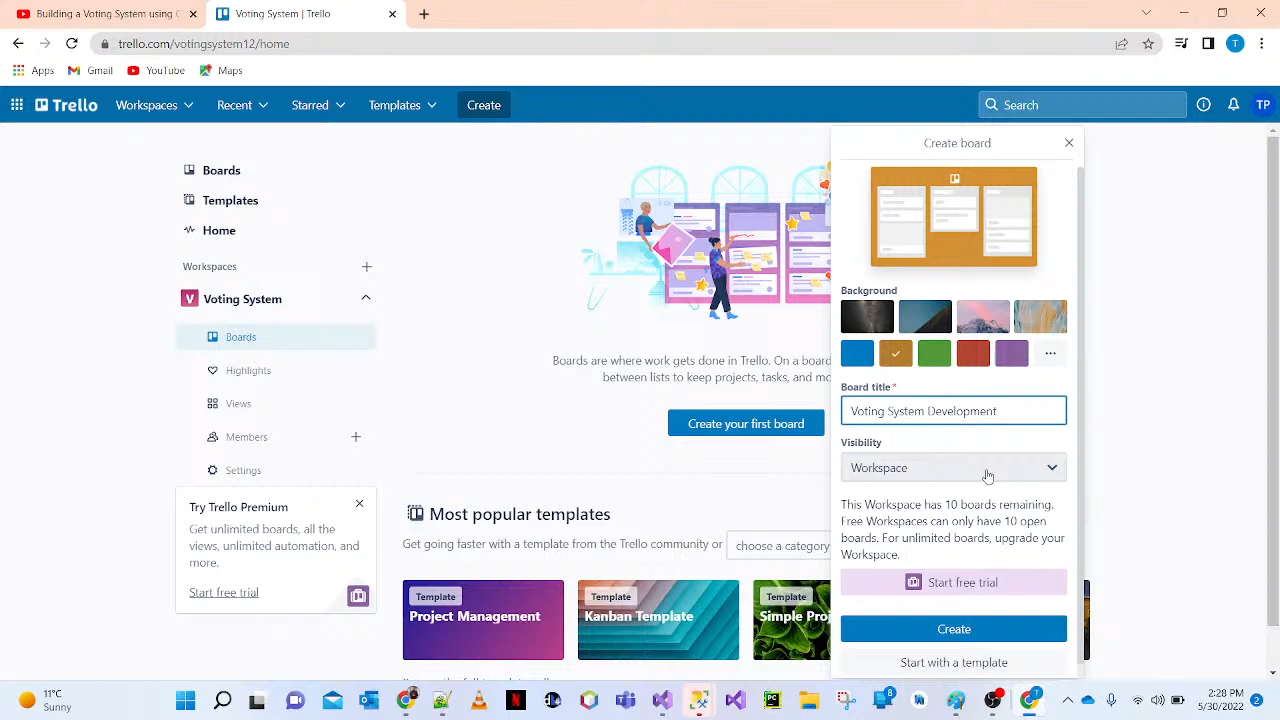 Building a Voting System using C
Voting System | Trello
trello.com/votingsystem12/home
T
Apps
Gmail
YouTube
Maps
Trello
Workspaces
Recent
Starred
Templates
Create
Search
TP
Create board
Boards
Templates
Home
Workspaces
V
Voting System
Boards
Highlights
Views
Members
Settings
Try Trello Premium
Get unlimited boards, all the
views, unlimited automation, and
more.
Start free trial
Boards are where work gets done in Trello. On a board
between lists to keep projects, tasks, and mo
Create your first board
Most popular templates
Get going faster with a template from the Trello community or
choose a category
Template
Project Management
Template
Kanban Template
Template
Simple Proj
Background
Board title*
Voting System Development
Visibility
Workspace
This Workspace has 10 boards remaining.
Free Workspaces can only have 10 open
boards. For unlimited boards, upgrade your
Workspace.
Start free trial
Create
Start with a template
11°C
Sunny
5:28 PM
5/30/2022